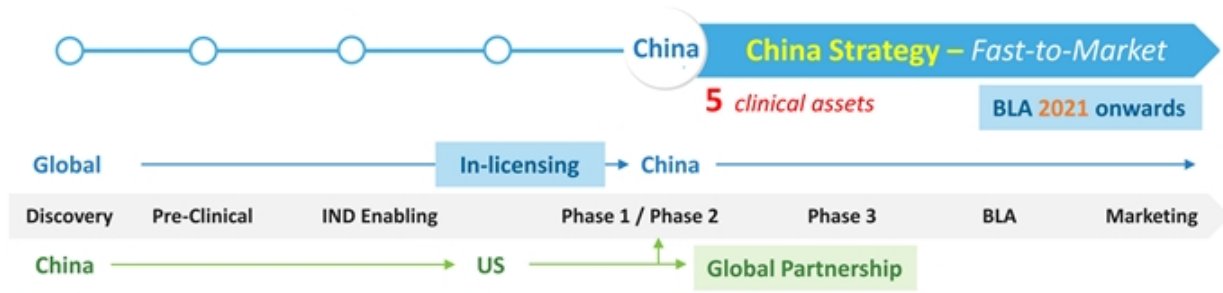 China China Strategy – Fast-to-Market
5 clinical assets BLA 2021 onwards
Global In-licensing China
Discovery Pre-Clinical IND Enabling Phase 1 / Phase 2 Phase 3 BLA Marketing
China US Global Partnership